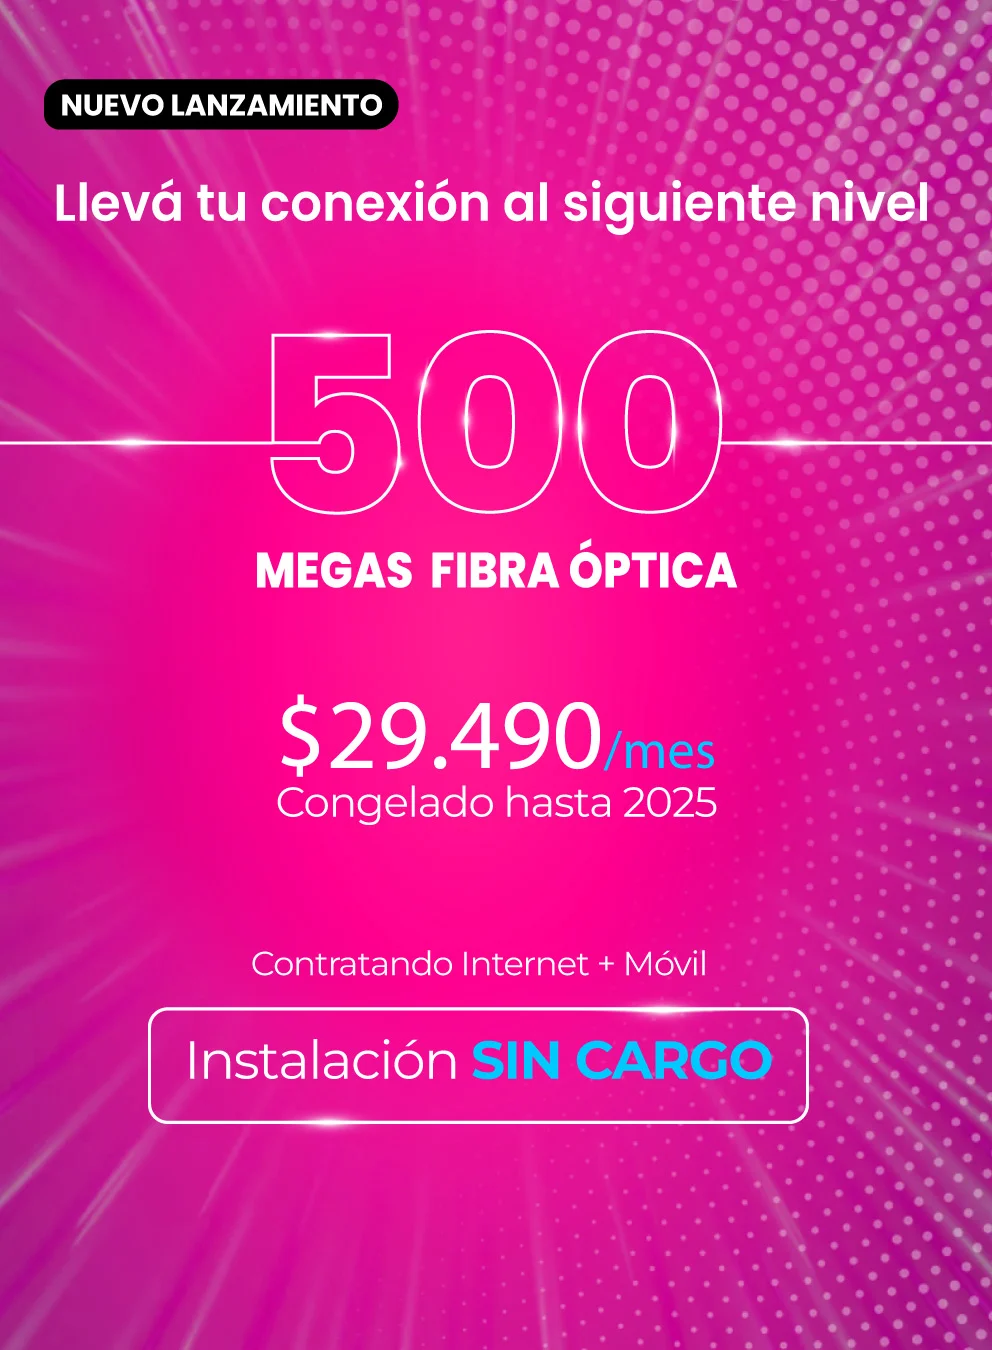 NUEVO LANZAMIENTO
Llevá tu conexión al siguiente nivel
500
MEGAS FIBRA ÓPTICA
$29.490/mes
Congelado hasta 2025
Contratando Internet + Móvil
Instalación SIN CARGO